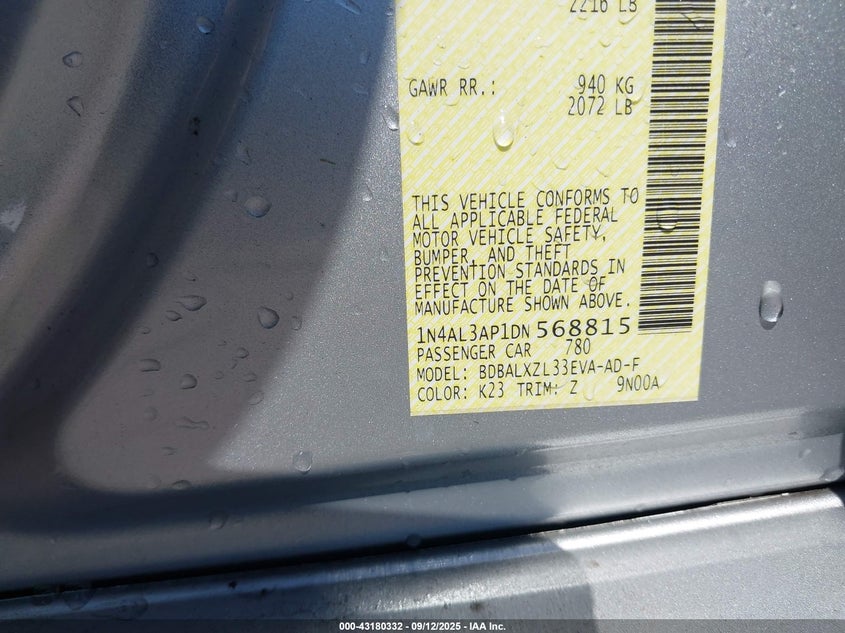 2216 LB
GAWR RR.: 940 KG
2072 LB
THIS VEHICLE CONFORMS TO
ALL APPLICABLE FEDERAL
MOTOR VEHICLE SAFETY,
BUMPER, AND THEFT
PREVENTION STANDARDS IN
EFFECT ON THE DATE OF
MANUFACTURE SHOWN ABOVE.
1N4AL3AP1DN568815
PASSENGER CAR 780
MODEL: BDBALXZL33EVA-AD-F
COLOR: K23 TRIM: Z 9N00A
000-43180332 - 09/12/2025 - IAA Inc.